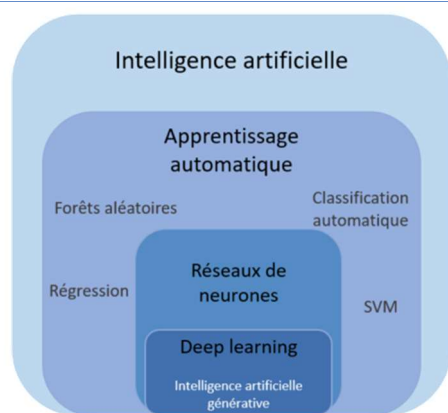 Intelligence artificielle
Apprentissage
automatique
Forêts aléatoires
Classification
automatique
Régression
Réseaux de
neurones
SVM
Deep learning
Intelligence artificielle
générative